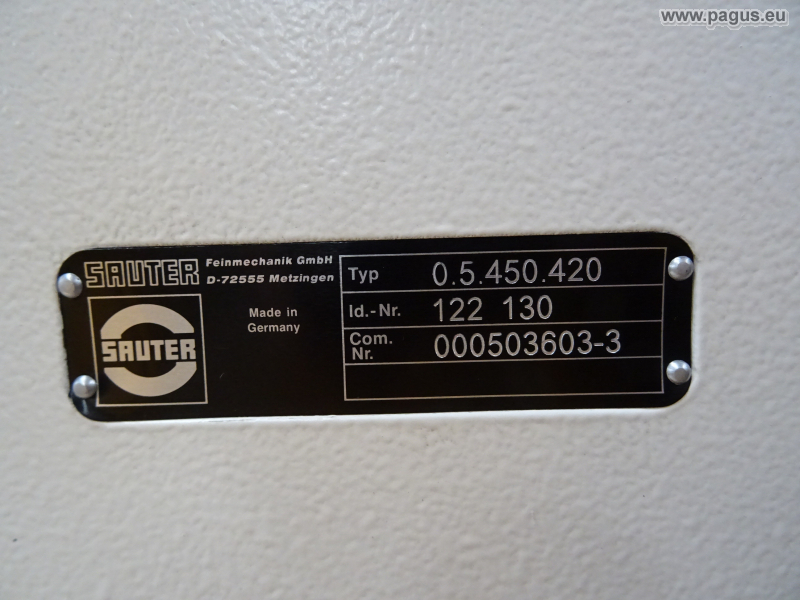 www.pagus.eu
SAUTER Feinmechanik GmbH
D-72555 Metzingen
SAUTER
Made in
Germany
Typ 0.5.450.420
Id.-Nr. 122 130
Com.
Nr. 000503603-3